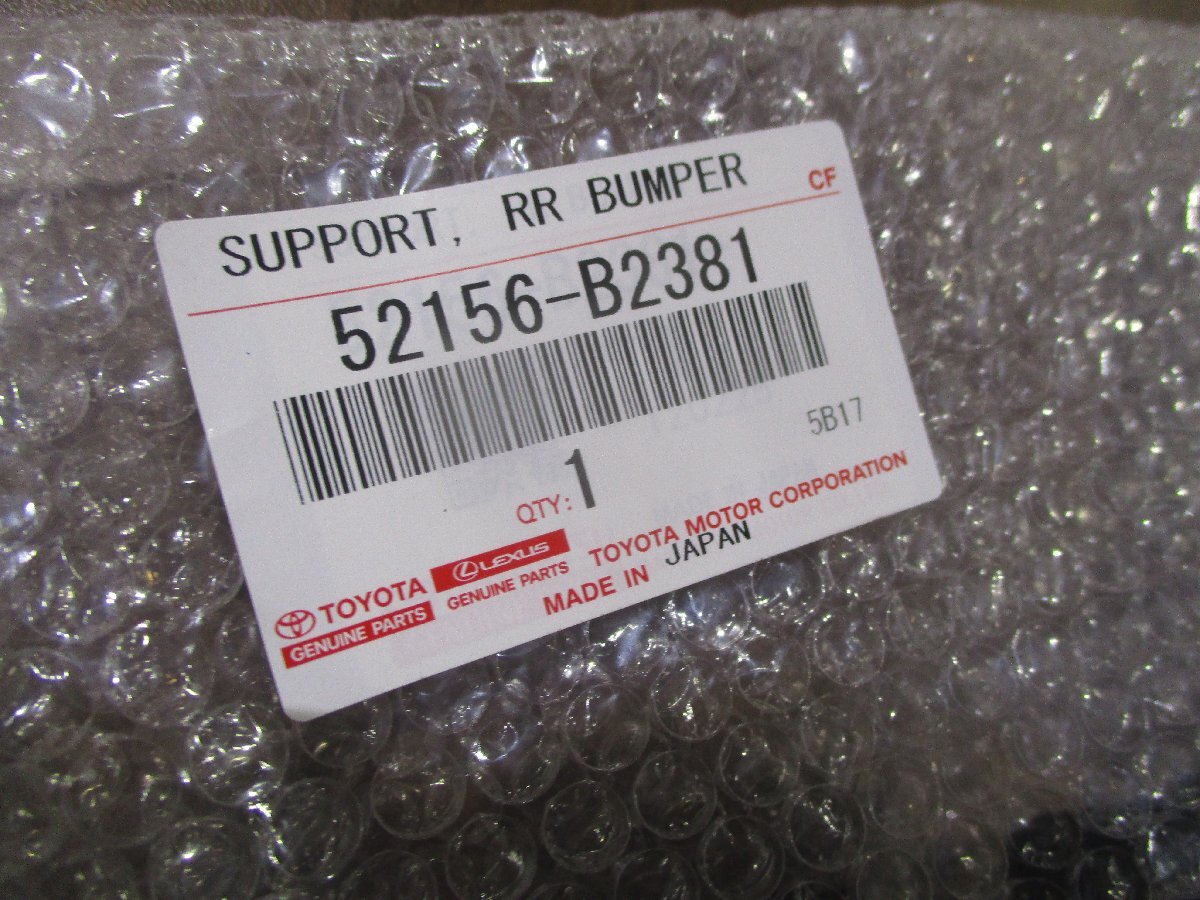 SUPPORT, RR BUMPER
CF
52156-B2381
5B17
QTY: 1
TOYOTA
GENUINE PARTS
LEXUS
GENUINE PARTS
TOYOTA MOTOR CORPORATION
MADE IN JAPAN